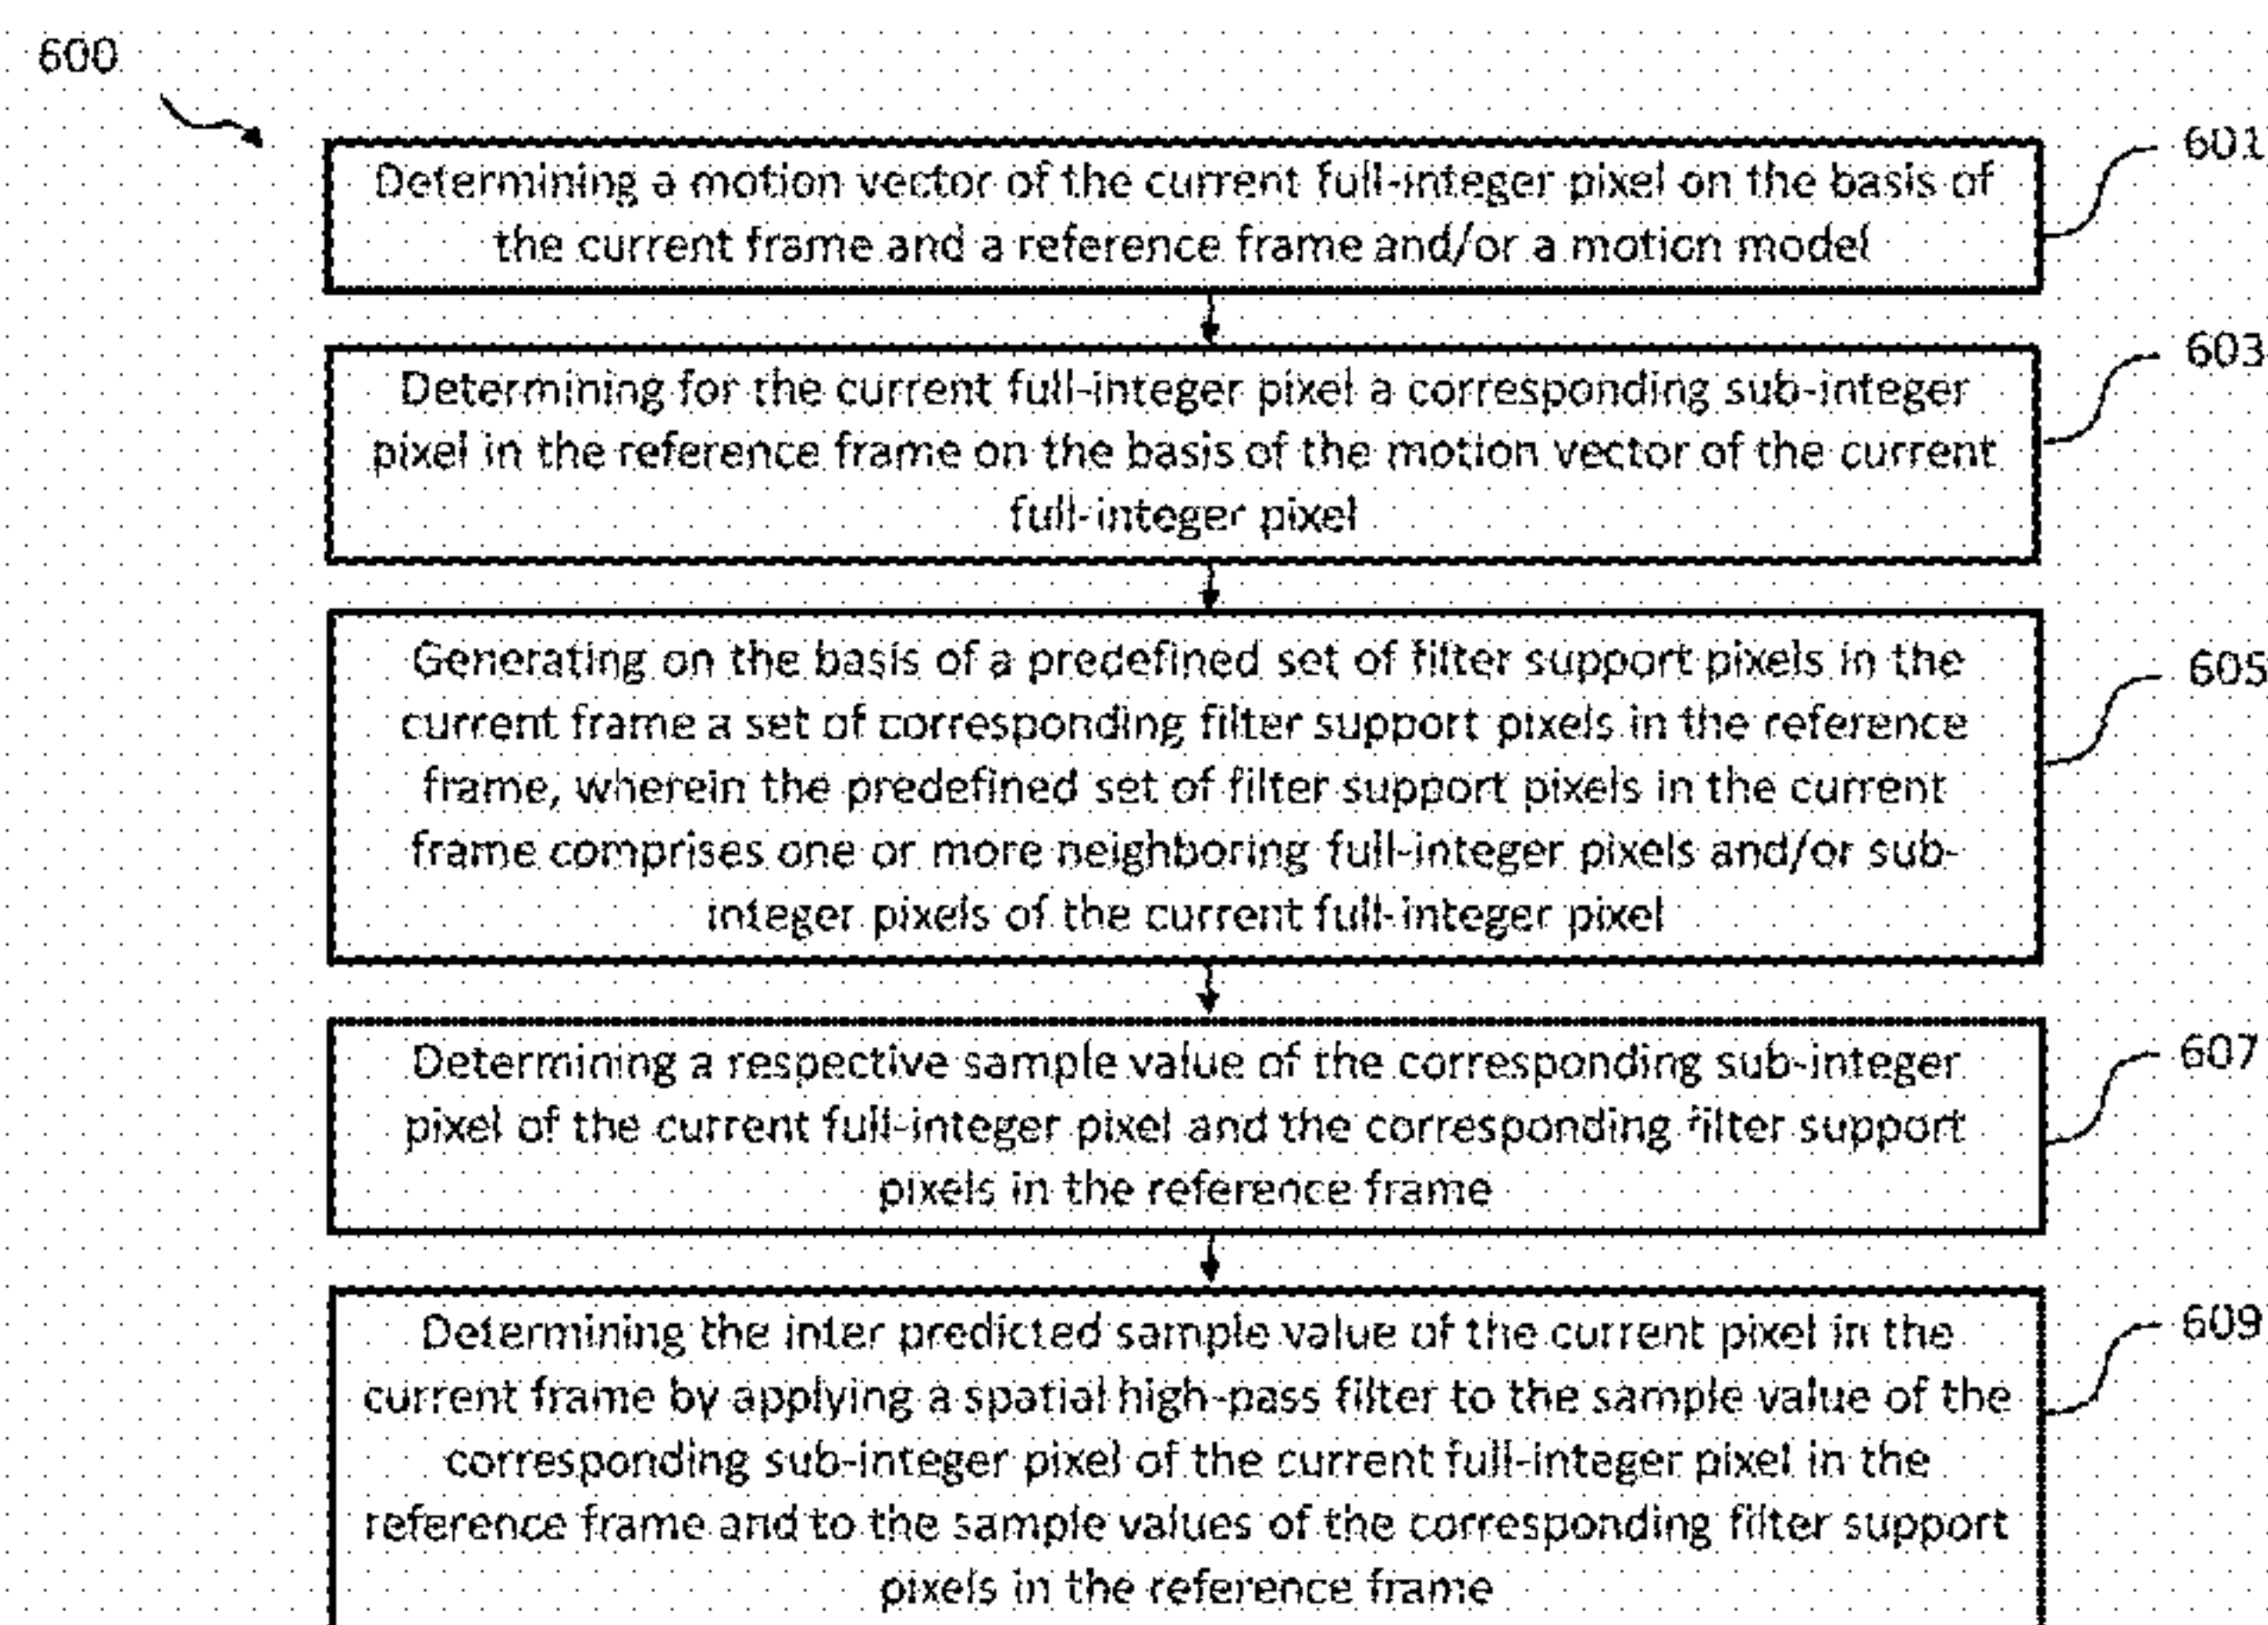 600
601
Determining a motion vector of the current full-integer pixel on the basis of
the current frame and a reference frame and/or a motion model
603
Determining for the current full-integer pixel a corresponding sub-integer
pixel in the reference frame on the basis of the motion vector of the current
full-integer pixel
605
Generating on the basis of a predefined set of filter support pixels in the
current frame a set of corresponding filter support pixels in the reference
frame, wherein the predefined set of filter support pixels in the current
frame comprises one or more neighboring full-integer pixels and/or sub-
integer pixels of the current full-integer pixel
607
Determining a respective sample value of the corresponding sub-integer
pixel of the current full-integer pixel and the corresponding filter support
pixels in the reference frame
609
Determining the inter predicted sample value of the current pixel in the
current frame by applying a spatial high-pass filter to the sample value of the
corresponding sub-integer pixel of the current full-integer pixel in the
reference frame and to the sample values of the corresponding filter support
pixels in the reference frame